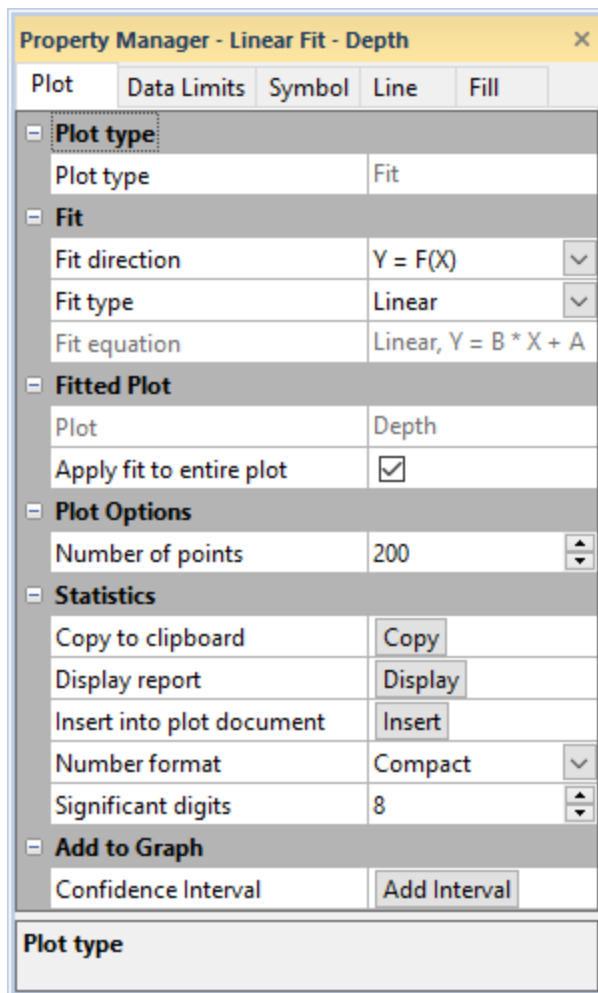 Property Manager - Linear Fit - Depth
Plot Data Limits Symbol Line Fill
Plot type
Plot type Fit
Fit
Fit direction Y = F(X)
Fit type Linear
Fit equation Linear, Y = B * X + A
Fitted Plot
Plot Depth
Apply fit to entire plot
Plot Options
Number of points 200
Statistics
Copy to clipboard Copy
Display report Display
Insert into plot document Insert
Number format Compact
Significant digits 8
Add to Graph
Confidence Interval Add Interval
Plot type